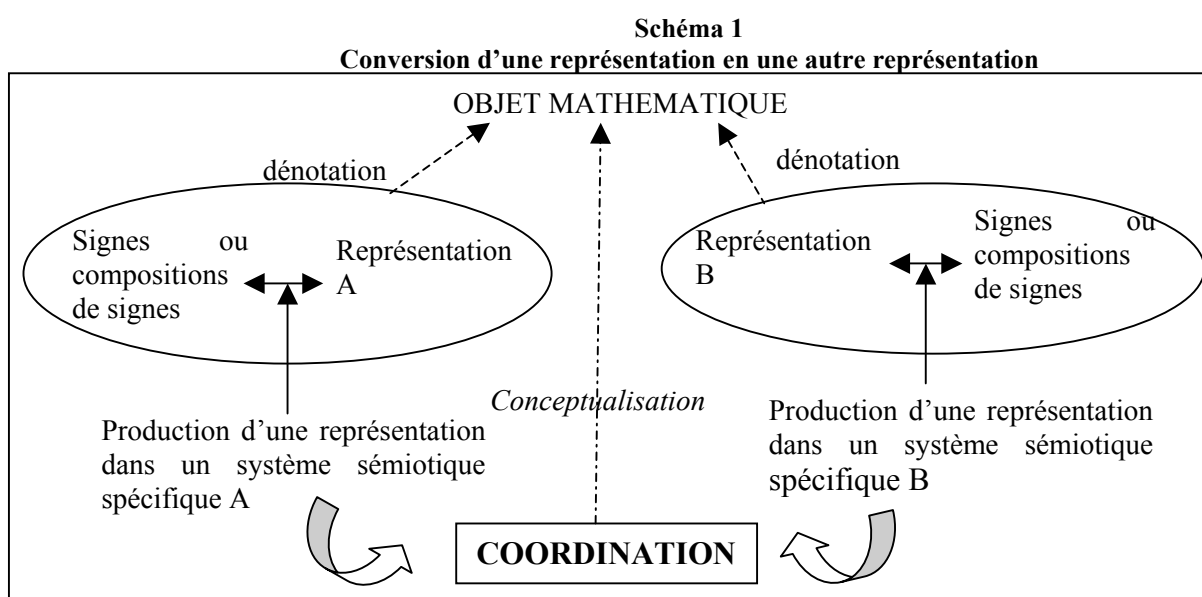 Schéma 1
Conversion d’une représentation en une autre représentation
OBJET MATHEMATIQUE
dénotation
dénotation
Signes ou
compositions
de signes
Représentation
A
Représentation
B
Signes ou
compositions
de signes
Conceptualisation
Production d’une représentation
dans un système sémiotique
spécifique A
Production d’une représentation
dans un système sémiotique
spécifique B
COORDINATION